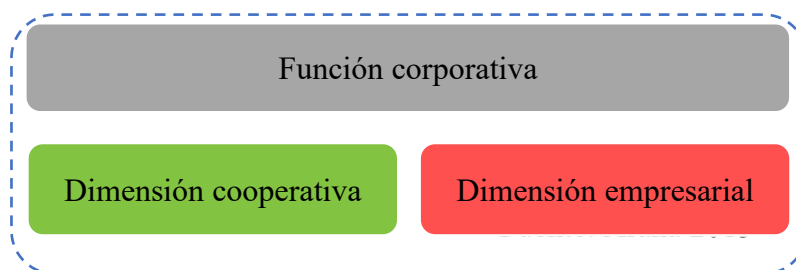 Función corporativa
Dimensión cooperativa
Dimensión empresarial